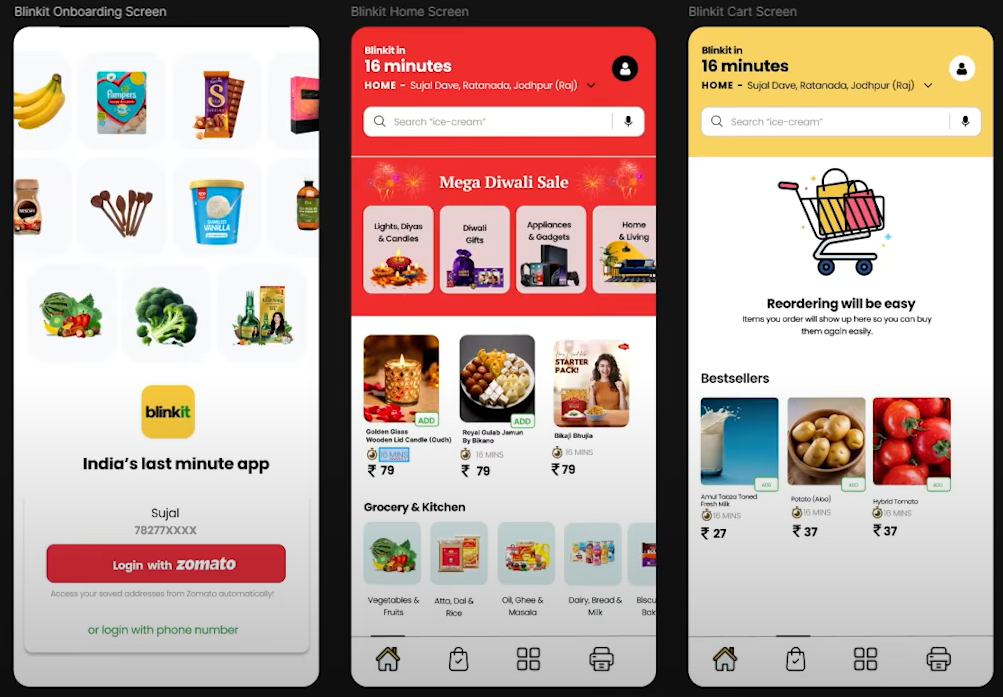 Blinkit Onboarding Screen
Pampers
NESCAFÉ
VANILLA
blinkit
India's last minute app
Sujal
78277XXXX
Login with zomato
Access your saved addresses from Zomato automatically!
or login with phone number
Blinkit Home Screen
Blinkit in
16 minutes
HOME - Sujal Dave, Ratanada, Jodhpur (Raj)
Search "ice-cream"
Mega Diwali Sale
Lights, Diyas
& Candles
Diwali
Gifts
Appliances
& Gadgets
Home
& Living
STARTER
PACK!
ADD
ADD
Golden Glass
Wooden Lid Candle (Oudh)
16 MINS
₹ 79
Royal Gulab Jamun
By Bikano
16 MINS
₹ 79
Bikaji Bhujia
16 MINS
₹ 79
Grocery & Kitchen
Vegetables &
Fruits
Atta, Dal &
Rice
Oil, Ghee &
Masala
Dairy, Bread &
Milk
Biscu
Bak
Blinkit Cart Screen
Blinkit in
16 minutes
HOME - Sujal Dave, Ratanada, Jodhpur (Raj)
Search "ice-cream"
Reordering will be easy
Items you order will show up here so you can buy
them again easily.
Bestsellers
ADD
ADD
ADD
Amul Taaza Toned
Fresh Milk
16 MINS
₹ 27
Potato (Aloo)
16 MINS
₹ 37
Hybrid Tomato
16 MINS
₹ 37